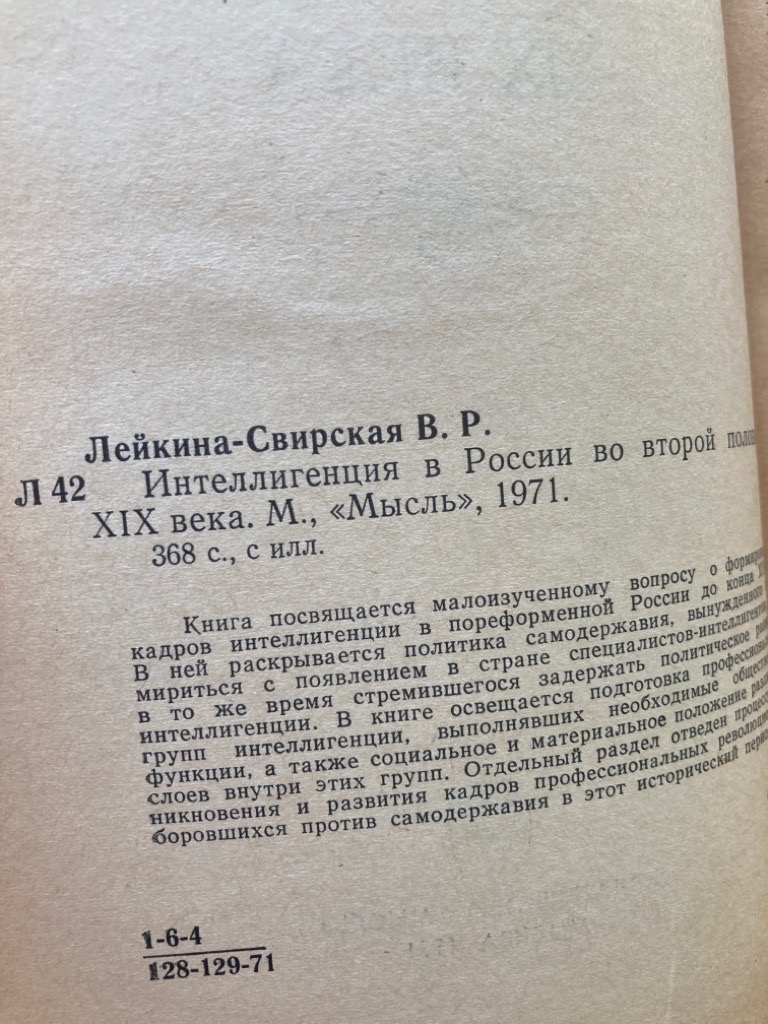 Лейкина-Свирская В. Р.
Л 42 Интеллигенция в России во второй
XIX века. М., «Мысль», 1971.
368 с., с илл.
Книга посвящается малоизученному вопросу о
кадров интеллигенции в пореформенной России до конца
В ней раскрывается политика самодержавия, вынужденного
мириться с появлением в стране специалистов-интеллигентов
в то же время стремившегося задержать политическое
интеллигенции. В книге освещается подготовка
групп интеллигенции, выполнявших необходимые
функции, а также социальное и материальное положение
слоев внутри этих групп. Отдельный раздел отведен
никновения и развития кадров профессиональных
боровшихся против самодержавия в этот исторический
1-6-4
128-129-71